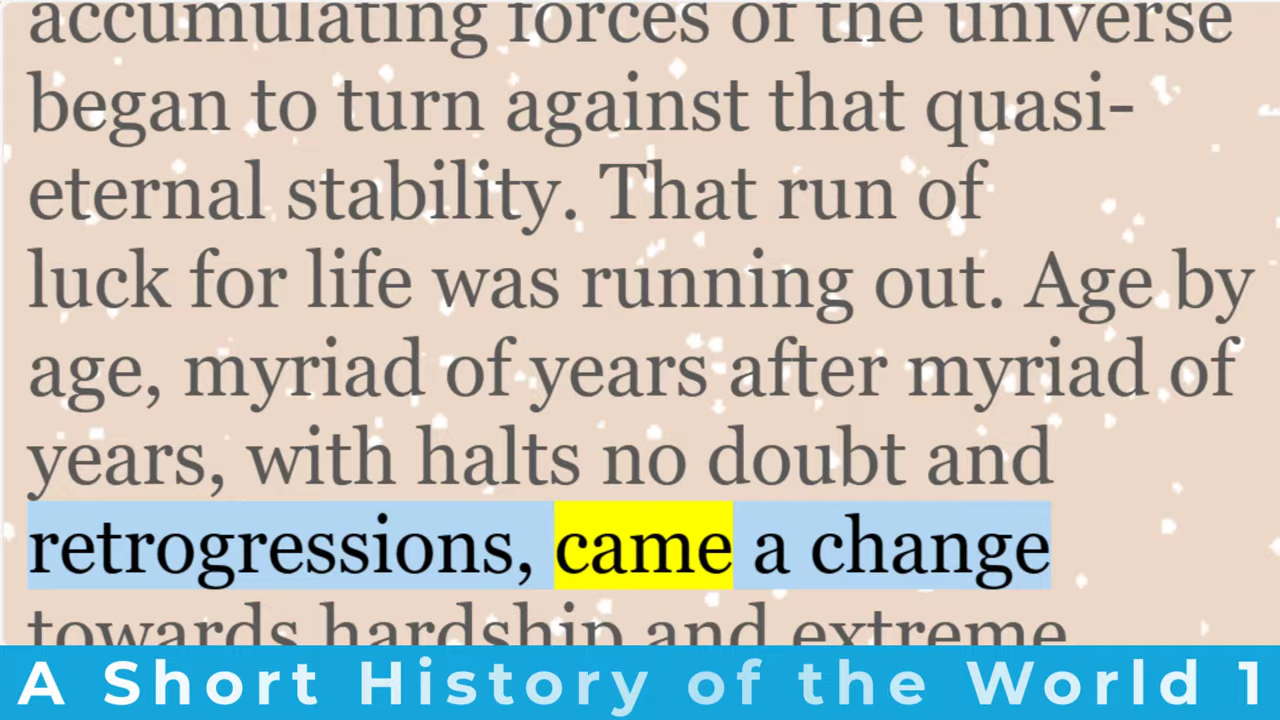 accumulating forces of the universe
began to turn against that quasi-
eternal stability. That run of
luck for life was running out. Age by
age, myriad of years after myriad of
years, with halts no doubt and
retrogressions, came a change
towards hardship and extreme
A Short History of the World 1